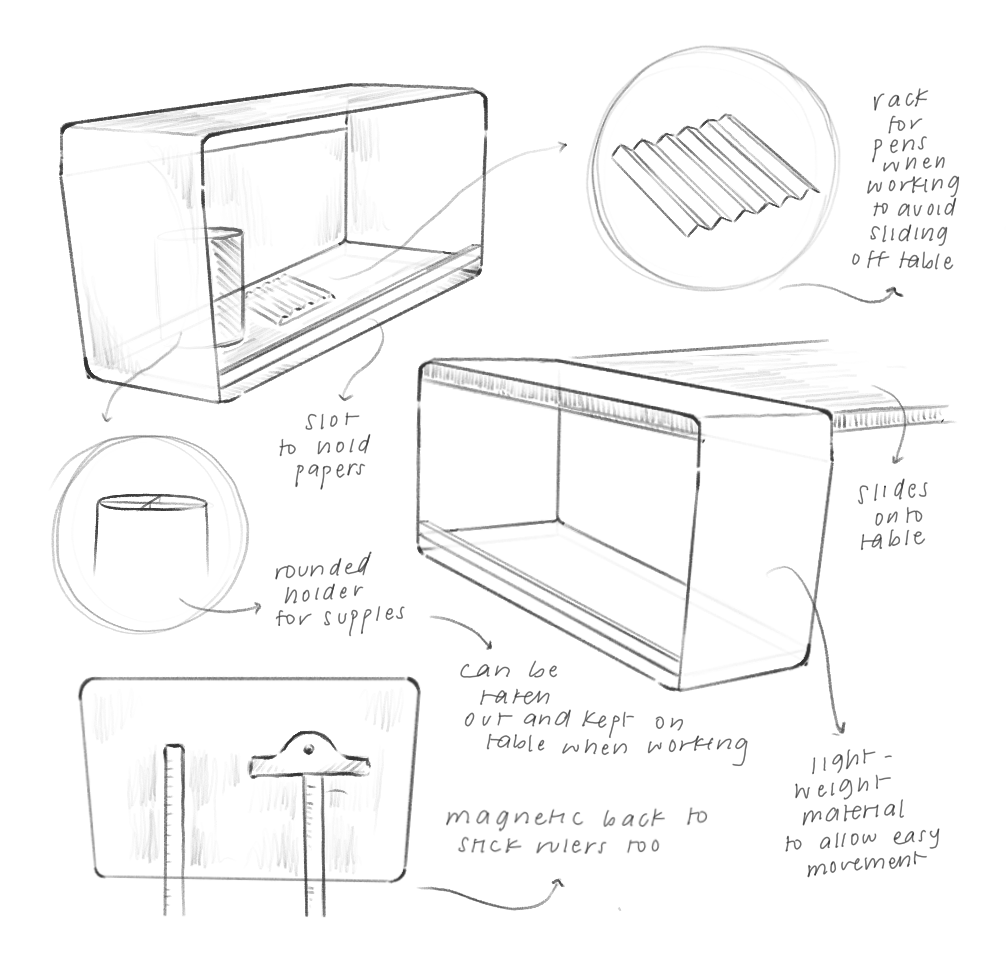 rack
for
pens
when
working
to avoid
sliding
off table
slot
to hold
papers
slides
onto
table
rounded
holder
for supples
can be
taken
out and kept on
table when working
light-
weight
material
to allow easy
movement
magnetic back to
stick rulers too